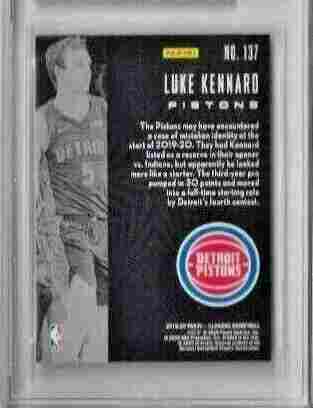 PANINI
NO. 137
LUKE KENNARD
PISTONS
The Pistons may have encountered
a case of mistaken identity at the
start of 2019-20. They had Kennard
listed as a reserve in their opener
vs. Indiana, but apparently he looked
more like a starter. The third-year pro
pumped in 30 points and moved
into a full-time starting role
by Detroit's fourth contest.
DETROIT
DETROIT
PISTONS
NBA